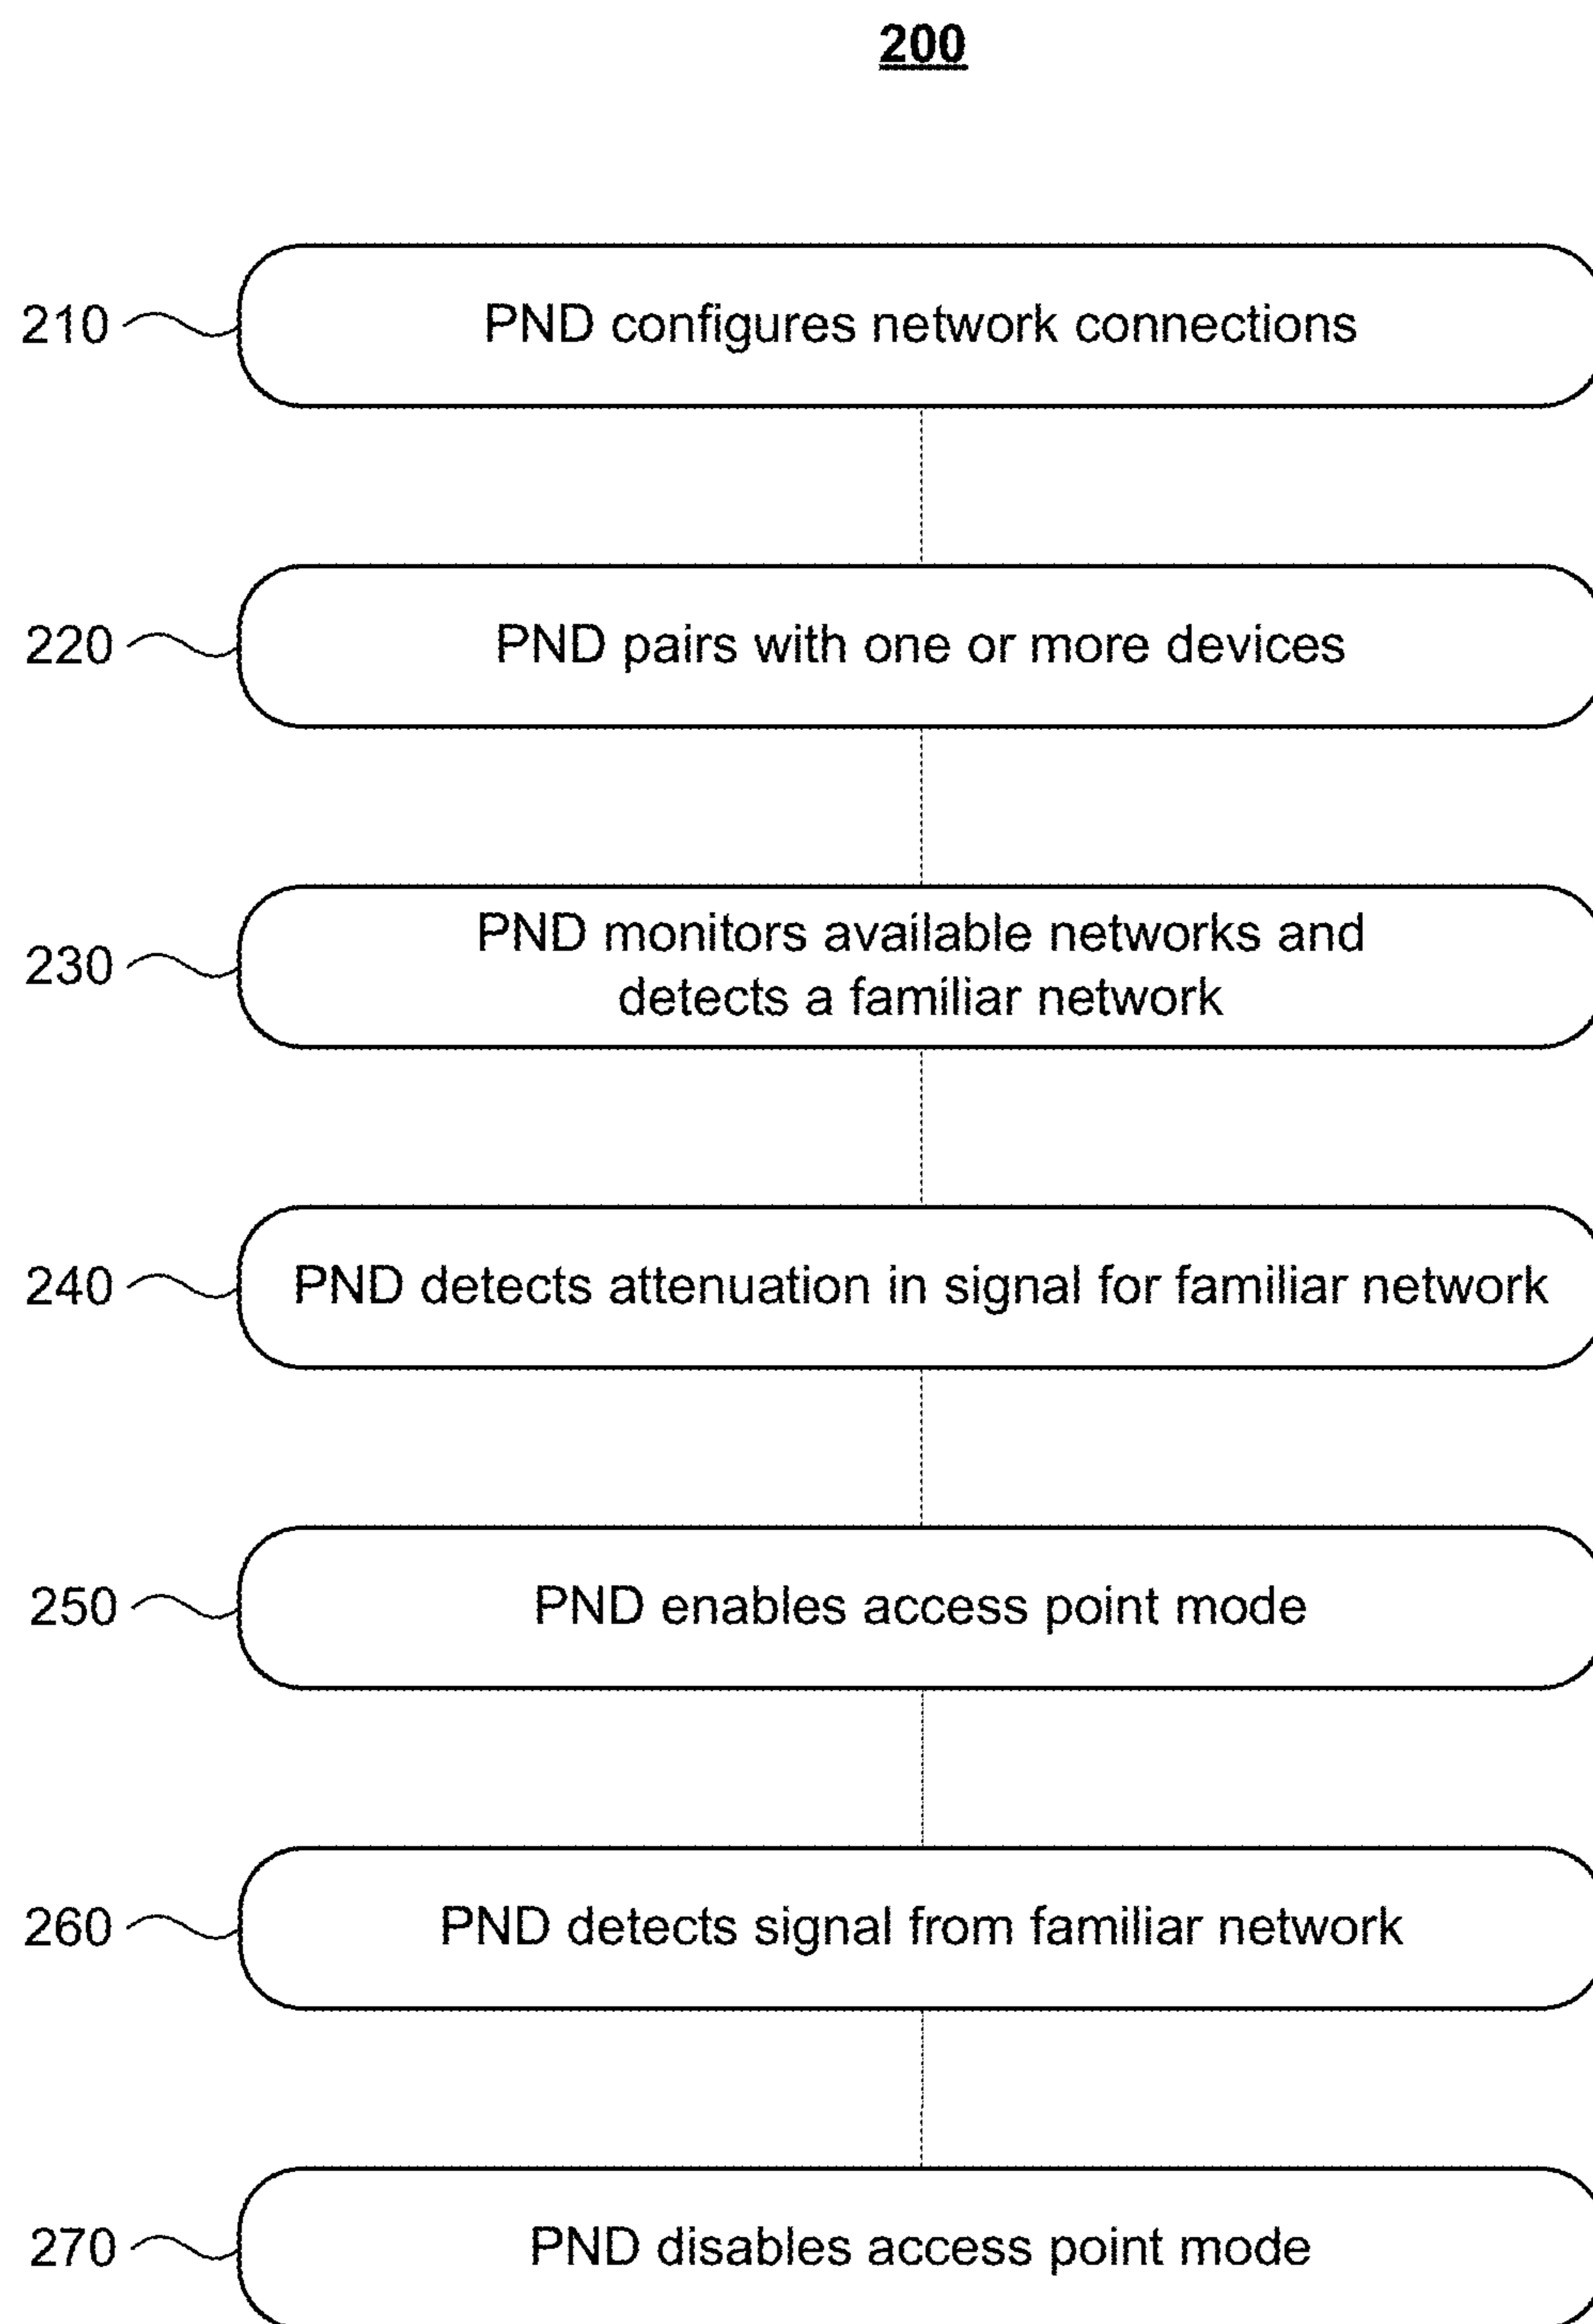 200
210 PND configures network connections
220 PND pairs with one or more devices
230 PND monitors available networks and
detects a familiar network
240 PND detects attenuation in signal for familiar network
250 PND enables access point mode
260 PND detects signal from familiar network
270 PND disables access point mode